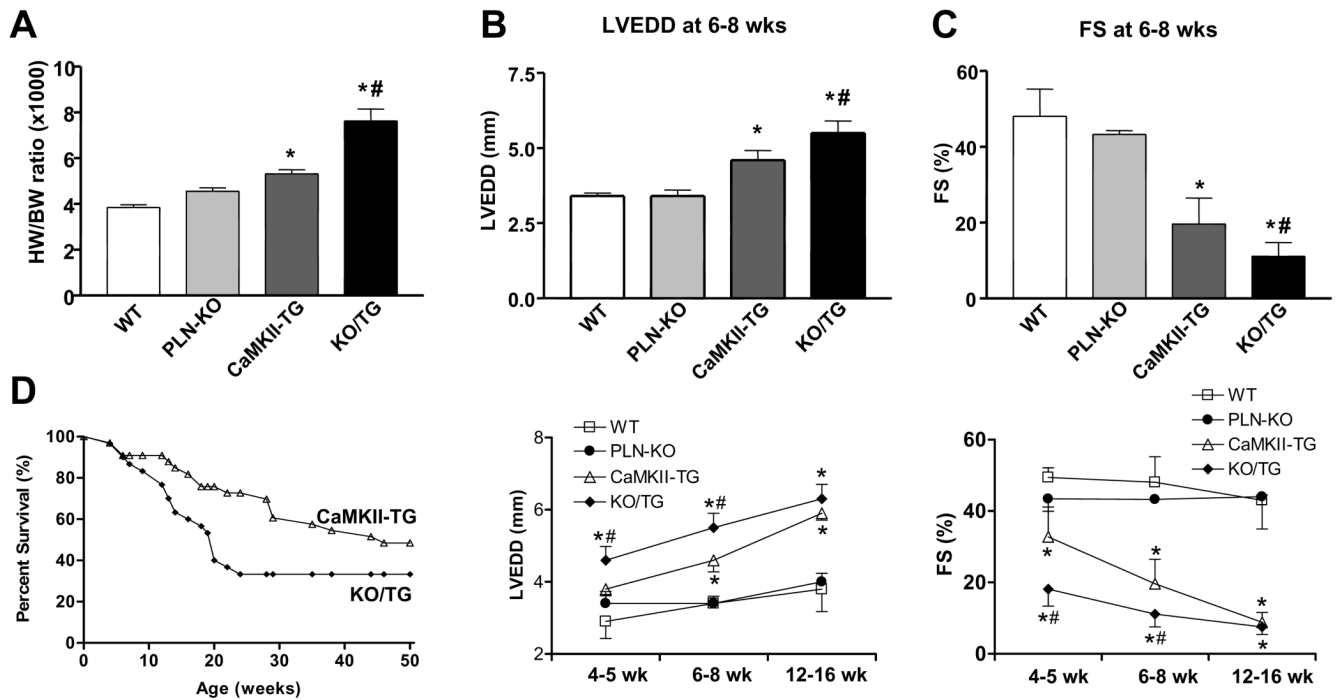 A
HW/BW ratio (x1000)
10
8
6
4
2
0
*
*#
WT
PLN-KO
CaMKII-TG
KO/TG
B
LVEDD at 6-8 wks
LVEDD (mm)
7.5
5.0
2.5
0.0
*
*#
WT
PLN-KO
CaMKII-TG
KO/TG
C
FS at 6-8 wks
FS (%)
60
40
20
0
*
*#
WT
PLN-KO
CaMKII-TG
KO/TG
D
Percent Survival (%)
100
80
60
40
20
0
CaMKII-TG
KO/TG
0 10 20 30 40 50
Age (weeks)
WT
PLN-KO
CaMKII-TG
KO/TG
LVEDD (mm)
8
6
4
2
*#
*#
*
*
*
4-5 wk 6-8 wk 12-16 wk
WT
PLN-KO
CaMKII-TG
KO/TG
FS (%)
60
40
20
0
*
*
*
*#
*#
*
4-5 wk 6-8 wk 12-16 wk